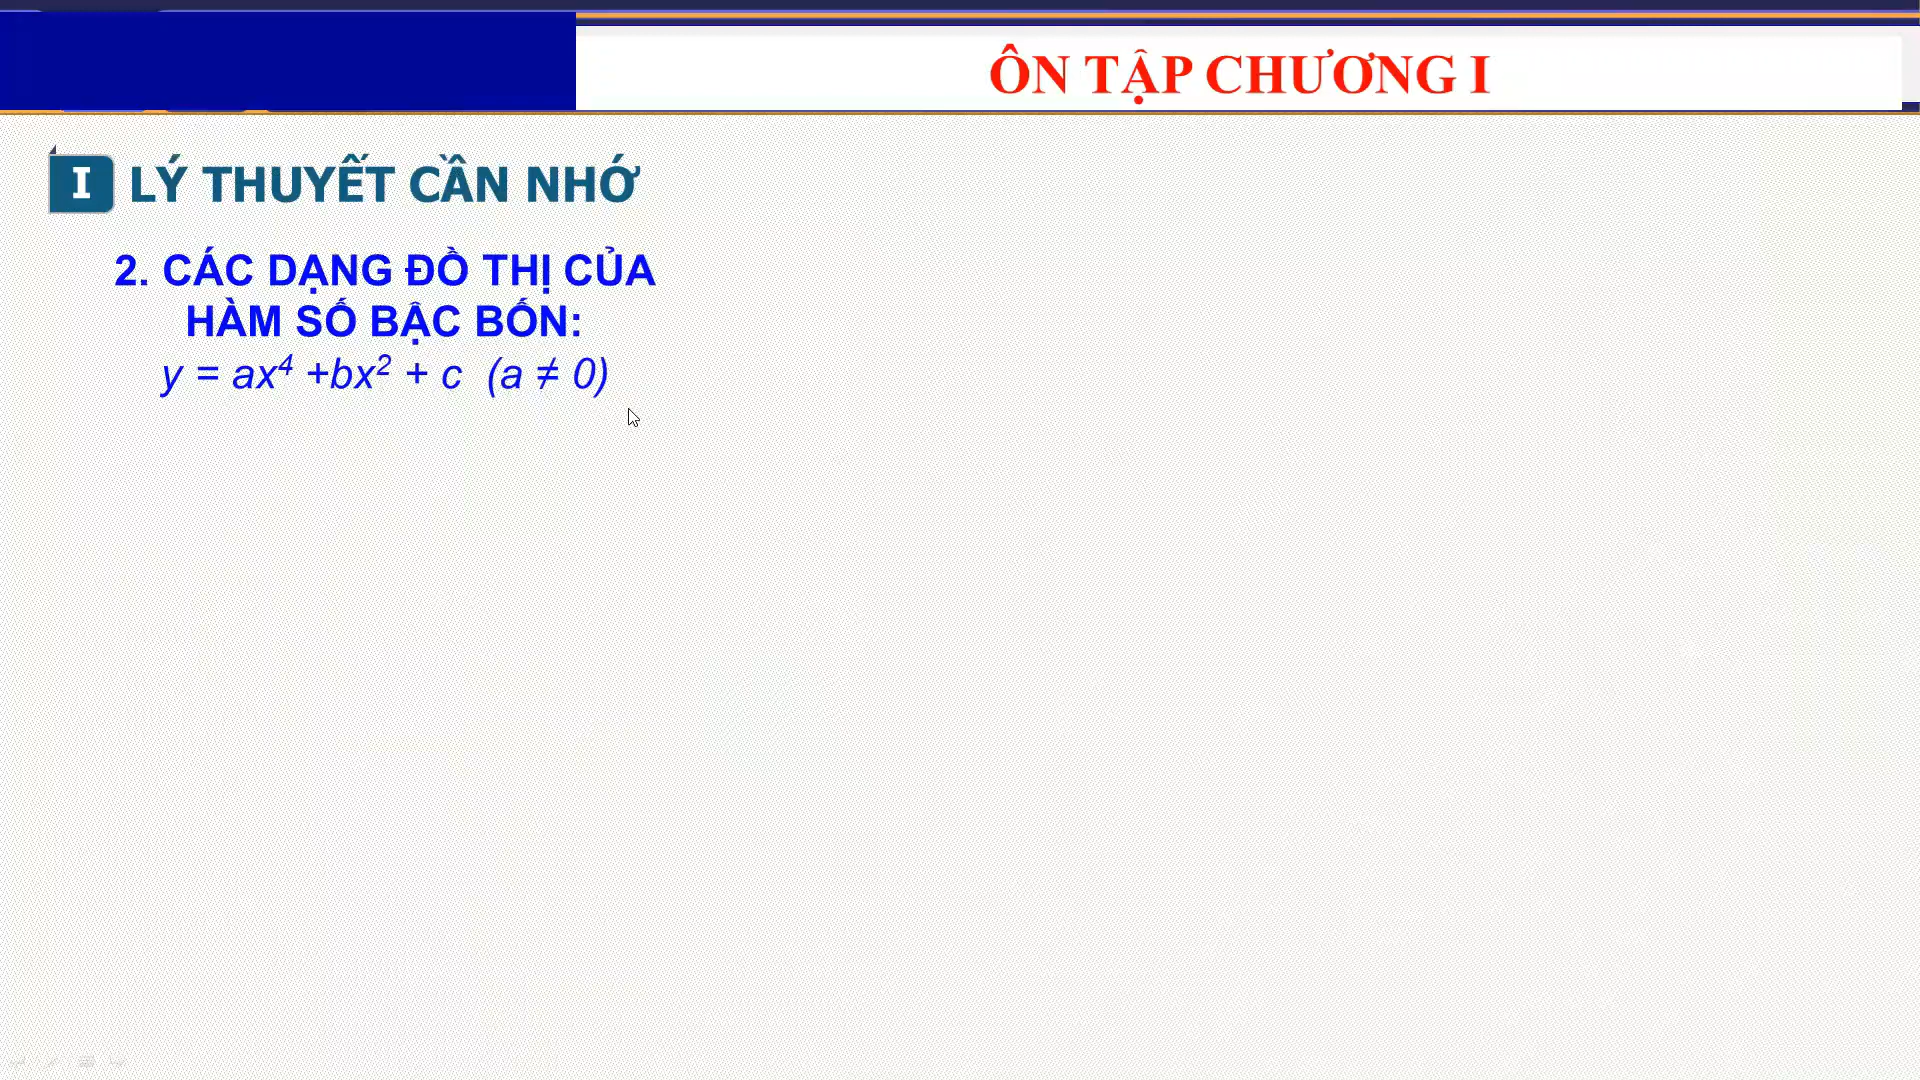 ÔN TẬP CHƯƠNG I
I LÝ THUYẾT CẦN NHỚ
2. CÁC DẠNG ĐỒ THỊ CỦA
HÀM SỐ BẬC BỐN:
y = ax⁴ +bx² + c (a ≠ 0)